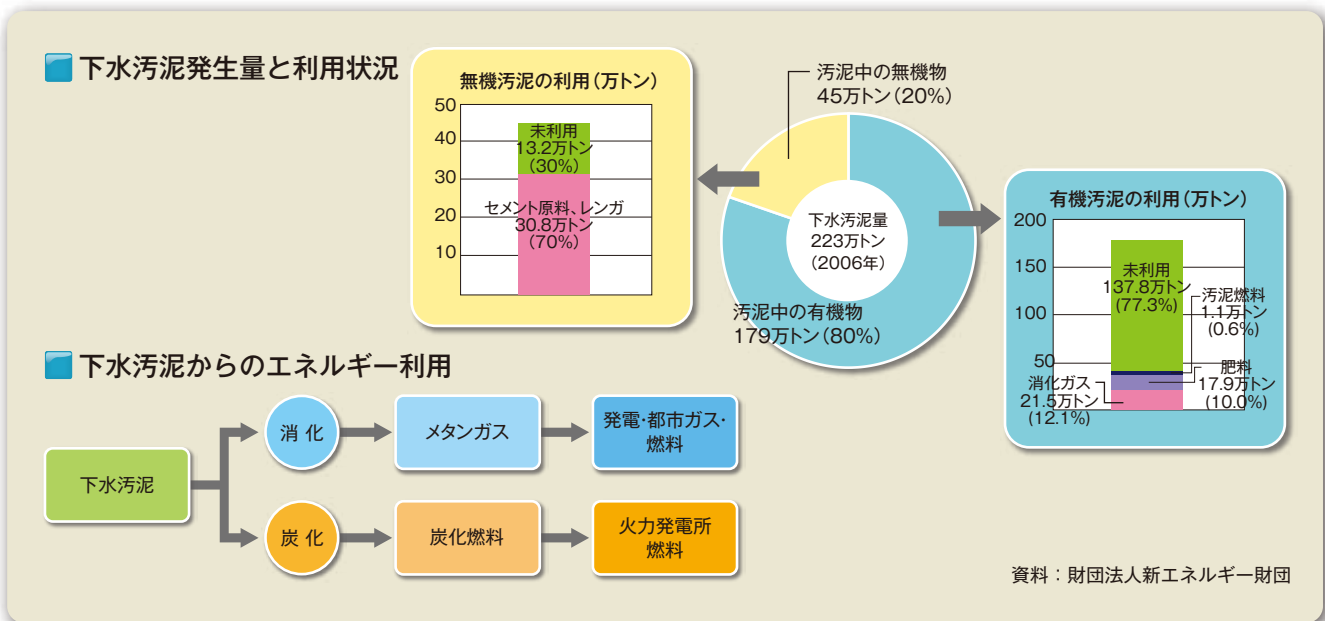 下水汚泥発生量と利用状況
無機汚泥の利用（万トン）
50
40
30
20
10
未利用
13.2万トン
(30%)
セメント原料、レンガ
30.8万トン
(70%)
汚泥中の無機物
45万トン(20%)
下水汚泥量
223万トン
（2006年）
汚泥中の有機物
179万トン(80%)
有機汚泥の利用（万トン）
200
150
100
50
未利用
137.8万トン
(77.3%)
汚泥燃料
1.1万トン
(0.6%)
肥料
17.9万トン
(10.0%)
消化ガス
21.5万トン
(12.1%)
下水汚泥からのエネルギー利用
下水汚泥
消 化
メタンガス
発電・都市ガス・
燃料
炭 化
炭化燃料
火力発電所
燃料
資料：財団法人新エネルギー財団